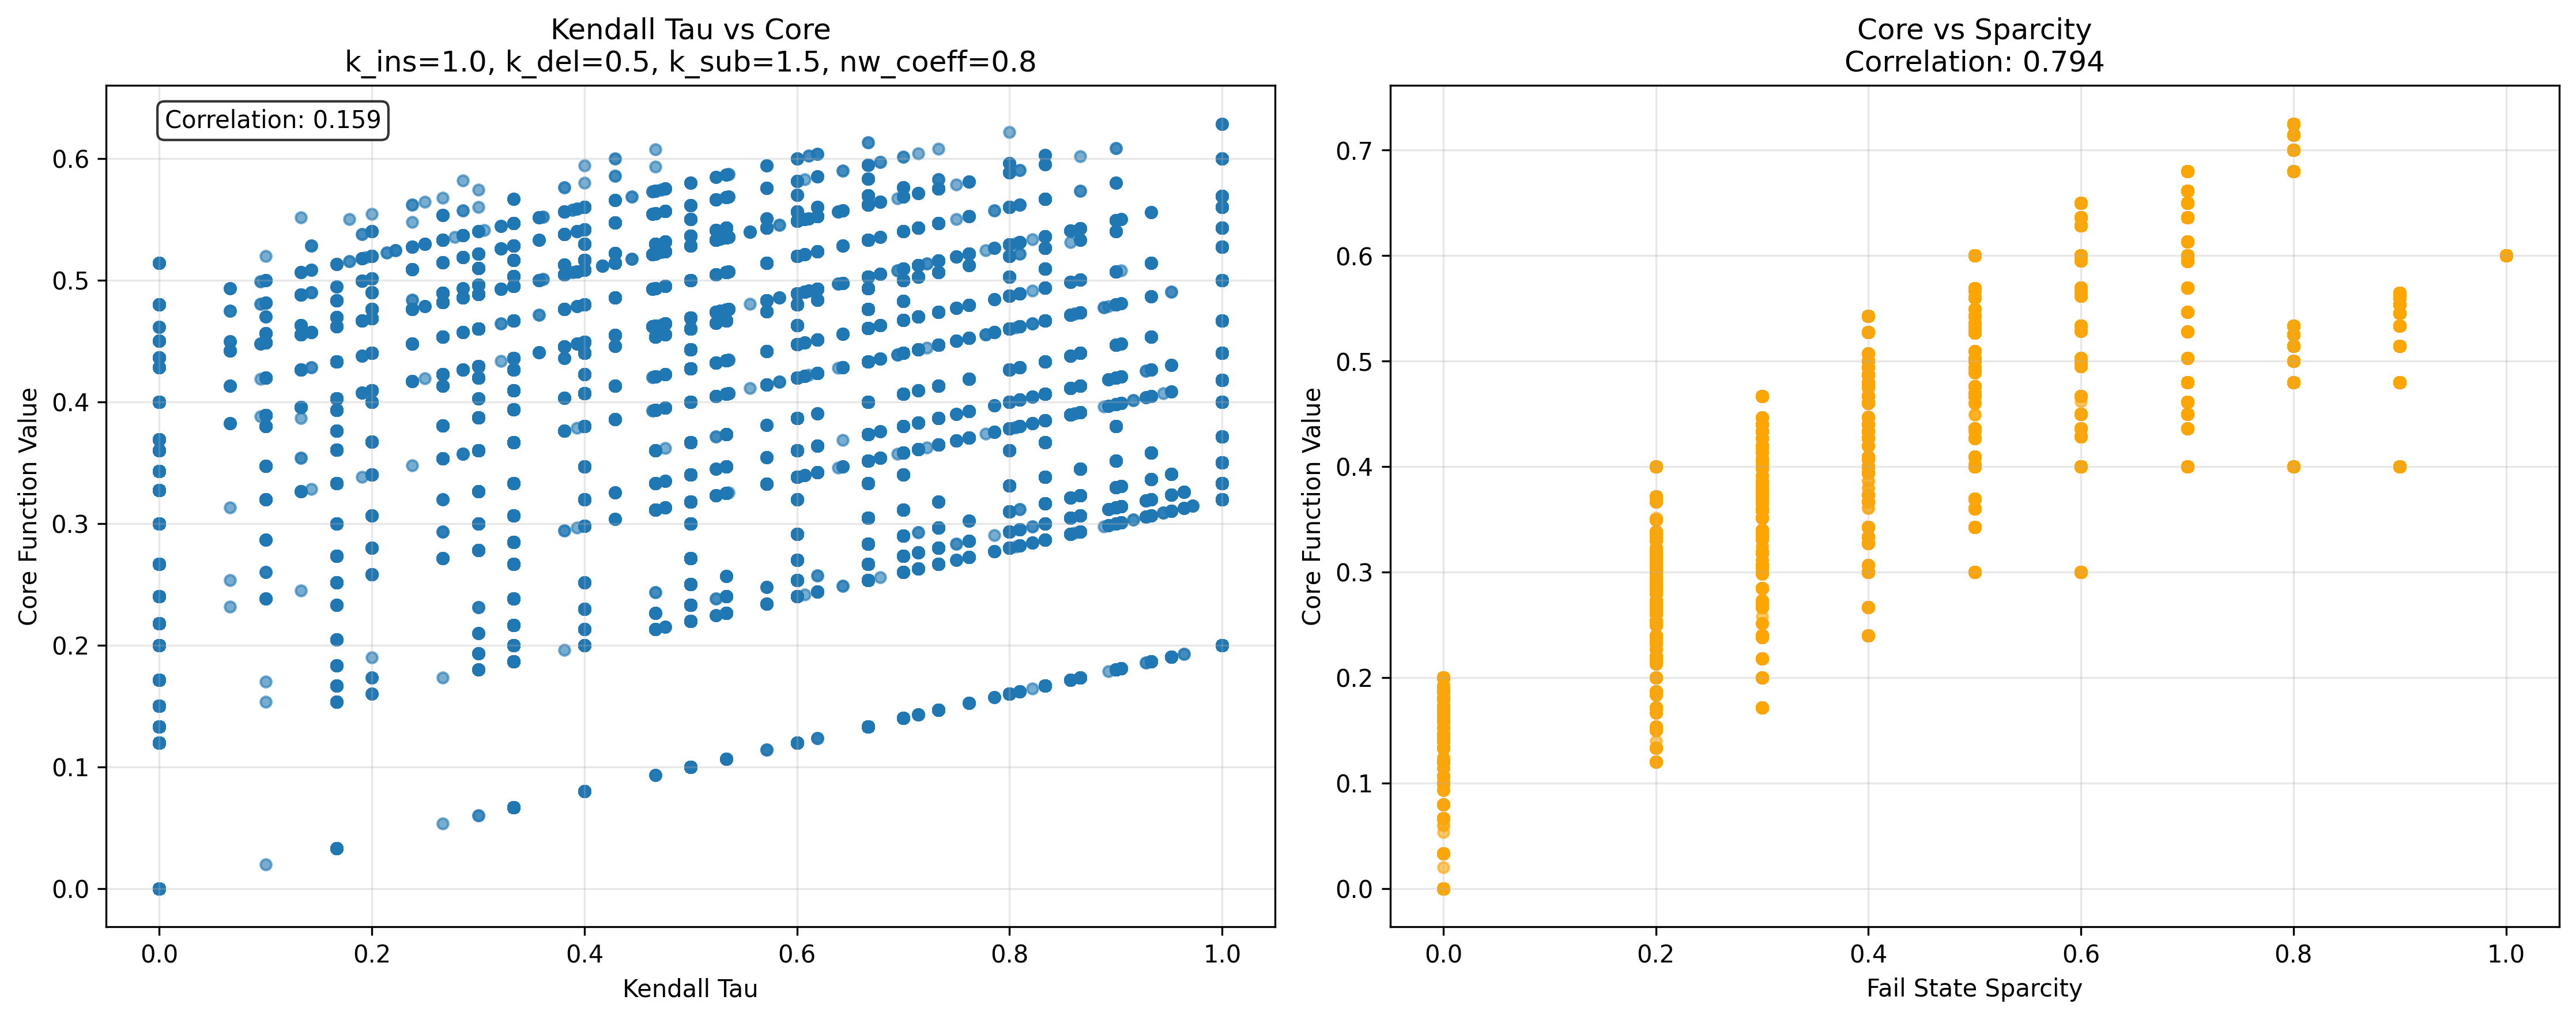 Kendall Tau vs Core
k_ins=1.0, k_del=0.5, k_sub=1.5, nw_coeff=0.8
Correlation: 0.159
Core Function Value
0.6
0.5
0.4
0.3
0.2
0.1
0.0
0.0 0.2 0.4 0.6 0.8 1.0
Kendall Tau
Core vs Sparcity
Correlation: 0.794
Core Function Value
0.7
0.6
0.5
0.4
0.3
0.2
0.1
0.0
0.0 0.2 0.4 0.6 0.8 1.0
Fail State Sparcity